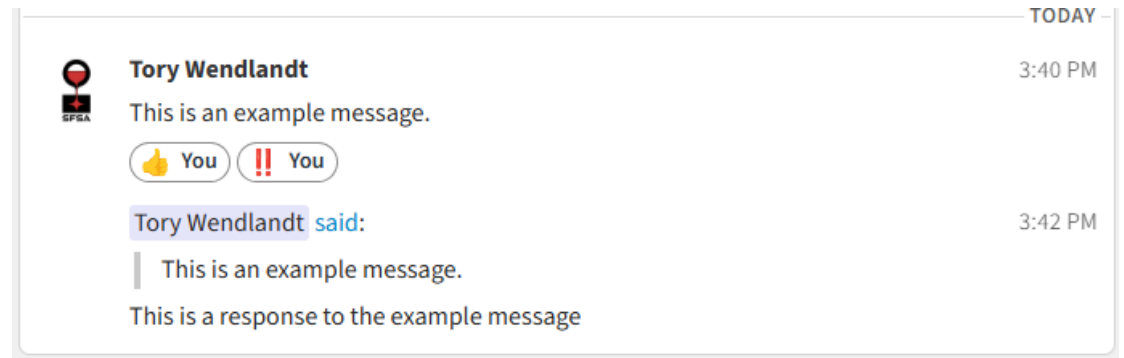 TODAY
Tory Wendlandt 3:40 PM
SFSA
This is an example message.
👍 You ‼️ You
Tory Wendlandt said: 3:42 PM
This is an example message.
This is a response to the example message